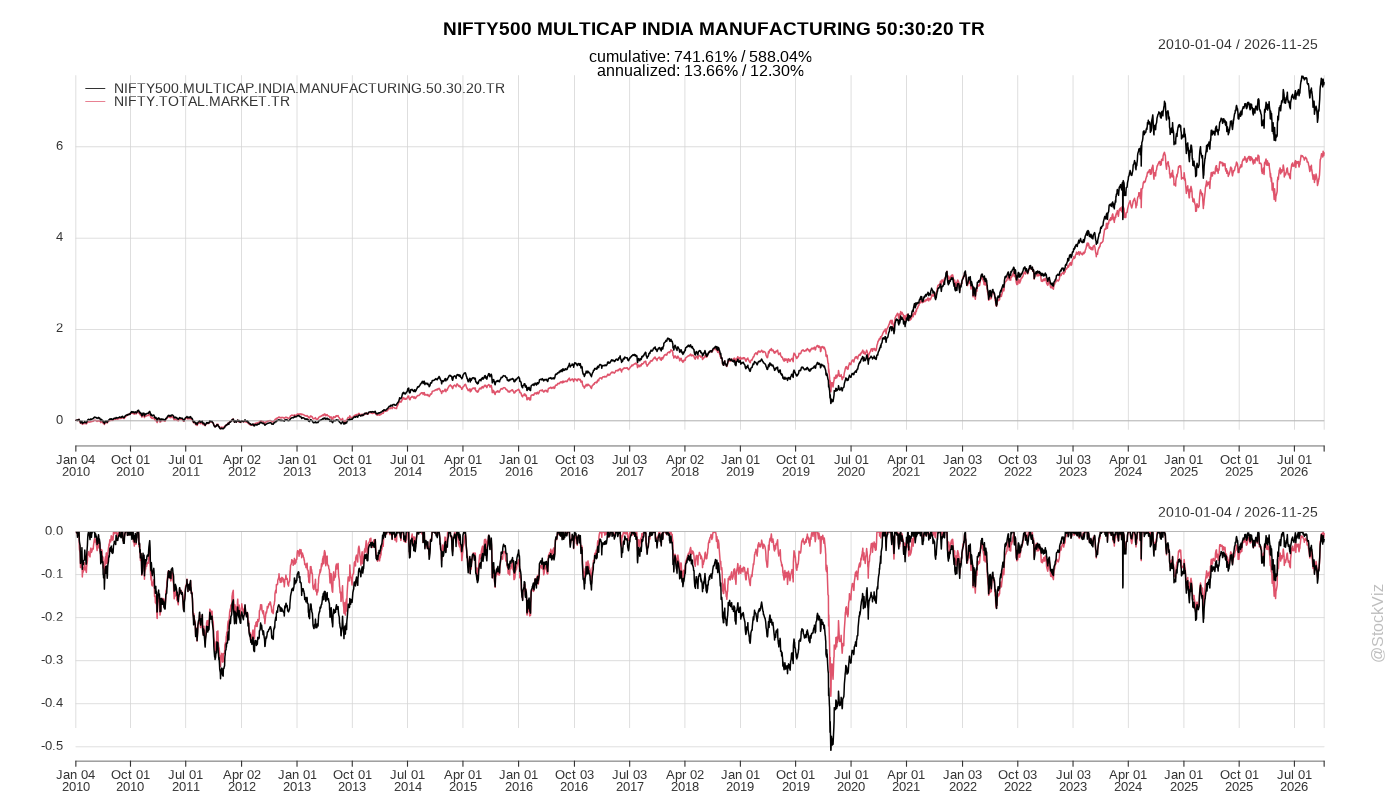 NIFTY500 MULTICAP INDIA MANUFACTURING 50:30:20 TR
2010-01-04 / 2026-11-25
cumulative: 741.61% / 588.04%
annualized: 13.66% / 12.30%
NIFTY500.MULTICAP.INDIA.MANUFACTURING.50.30.20.TR
NIFTY.TOTAL.MARKET.TR
6
4
2
0
Jan 04 Oct 01 Jul 01 Apr 02 Jan 01 Oct 01 Jul 01 Apr 01 Jan 01 Oct 03 Jul 03 Apr 02 Jan 01 Oct 01 Jul 01 Apr 01 Jan 03 Oct 03 Jul 03 Apr 01 Jan 01 Oct 01 Jul 01
2010 2010 2011 2012 2013 2013 2014 2015 2016 2016 2017 2018 2019 2019 2020 2021 2022 2022 2023 2024 2025 2025 2026
2010-01-04 / 2026-11-25
0.0
-0.1
-0.2
-0.3
-0.4
-0.5
Jan 04 Oct 01 Jul 01 Apr 02 Jan 01 Oct 01 Jul 01 Apr 01 Jan 01 Oct 03 Jul 03 Apr 02 Jan 01 Oct 01 Jul 01 Apr 01 Jan 03 Oct 03 Jul 03 Apr 01 Jan 01 Oct 01 Jul 01
2010 2010 2011 2012 2013 2013 2014 2015 2016 2016 2017 2018 2019 2019 2020 2021 2022 2022 2023 2024 2025 2025 2026
@StockViz